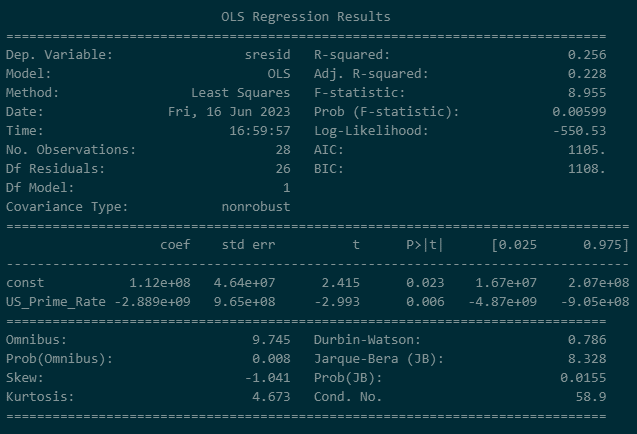 OLS Regression Results
==============================================================================
Dep. Variable: sresid R-squared: 0.256
Model: OLS Adj. R-squared: 0.228
Method: Least Squares F-statistic: 8.955
Date: Fri, 16 Jun 2023 Prob (F-statistic): 0.00599
Time: 16:59:57 Log-Likelihood: -550.53
No. Observations: 28 AIC: 1105.
Df Residuals: 26 BIC: 1108.
Df Model: 1
Covariance Type: nonrobust
=================================================================================
coef std err t P>|t| [0.025 0.975]
---------------------------------------------------------------------------------
const 1.12e+08 4.64e+07 2.415 0.023 1.67e+07 2.07e+08
US_Prime_Rate -2.889e+09 9.65e+08 -2.993 0.006 -4.87e+09 -9.05e+08
==============================================================================
Omnibus: 9.745 Durbin-Watson: 0.786
Prob(Omnibus): 0.008 Jarque-Bera (JB): 8.328
Skew: -1.041 Prob(JB): 0.0155
Kurtosis: 4.673 Cond. No. 58.9
==============================================================================